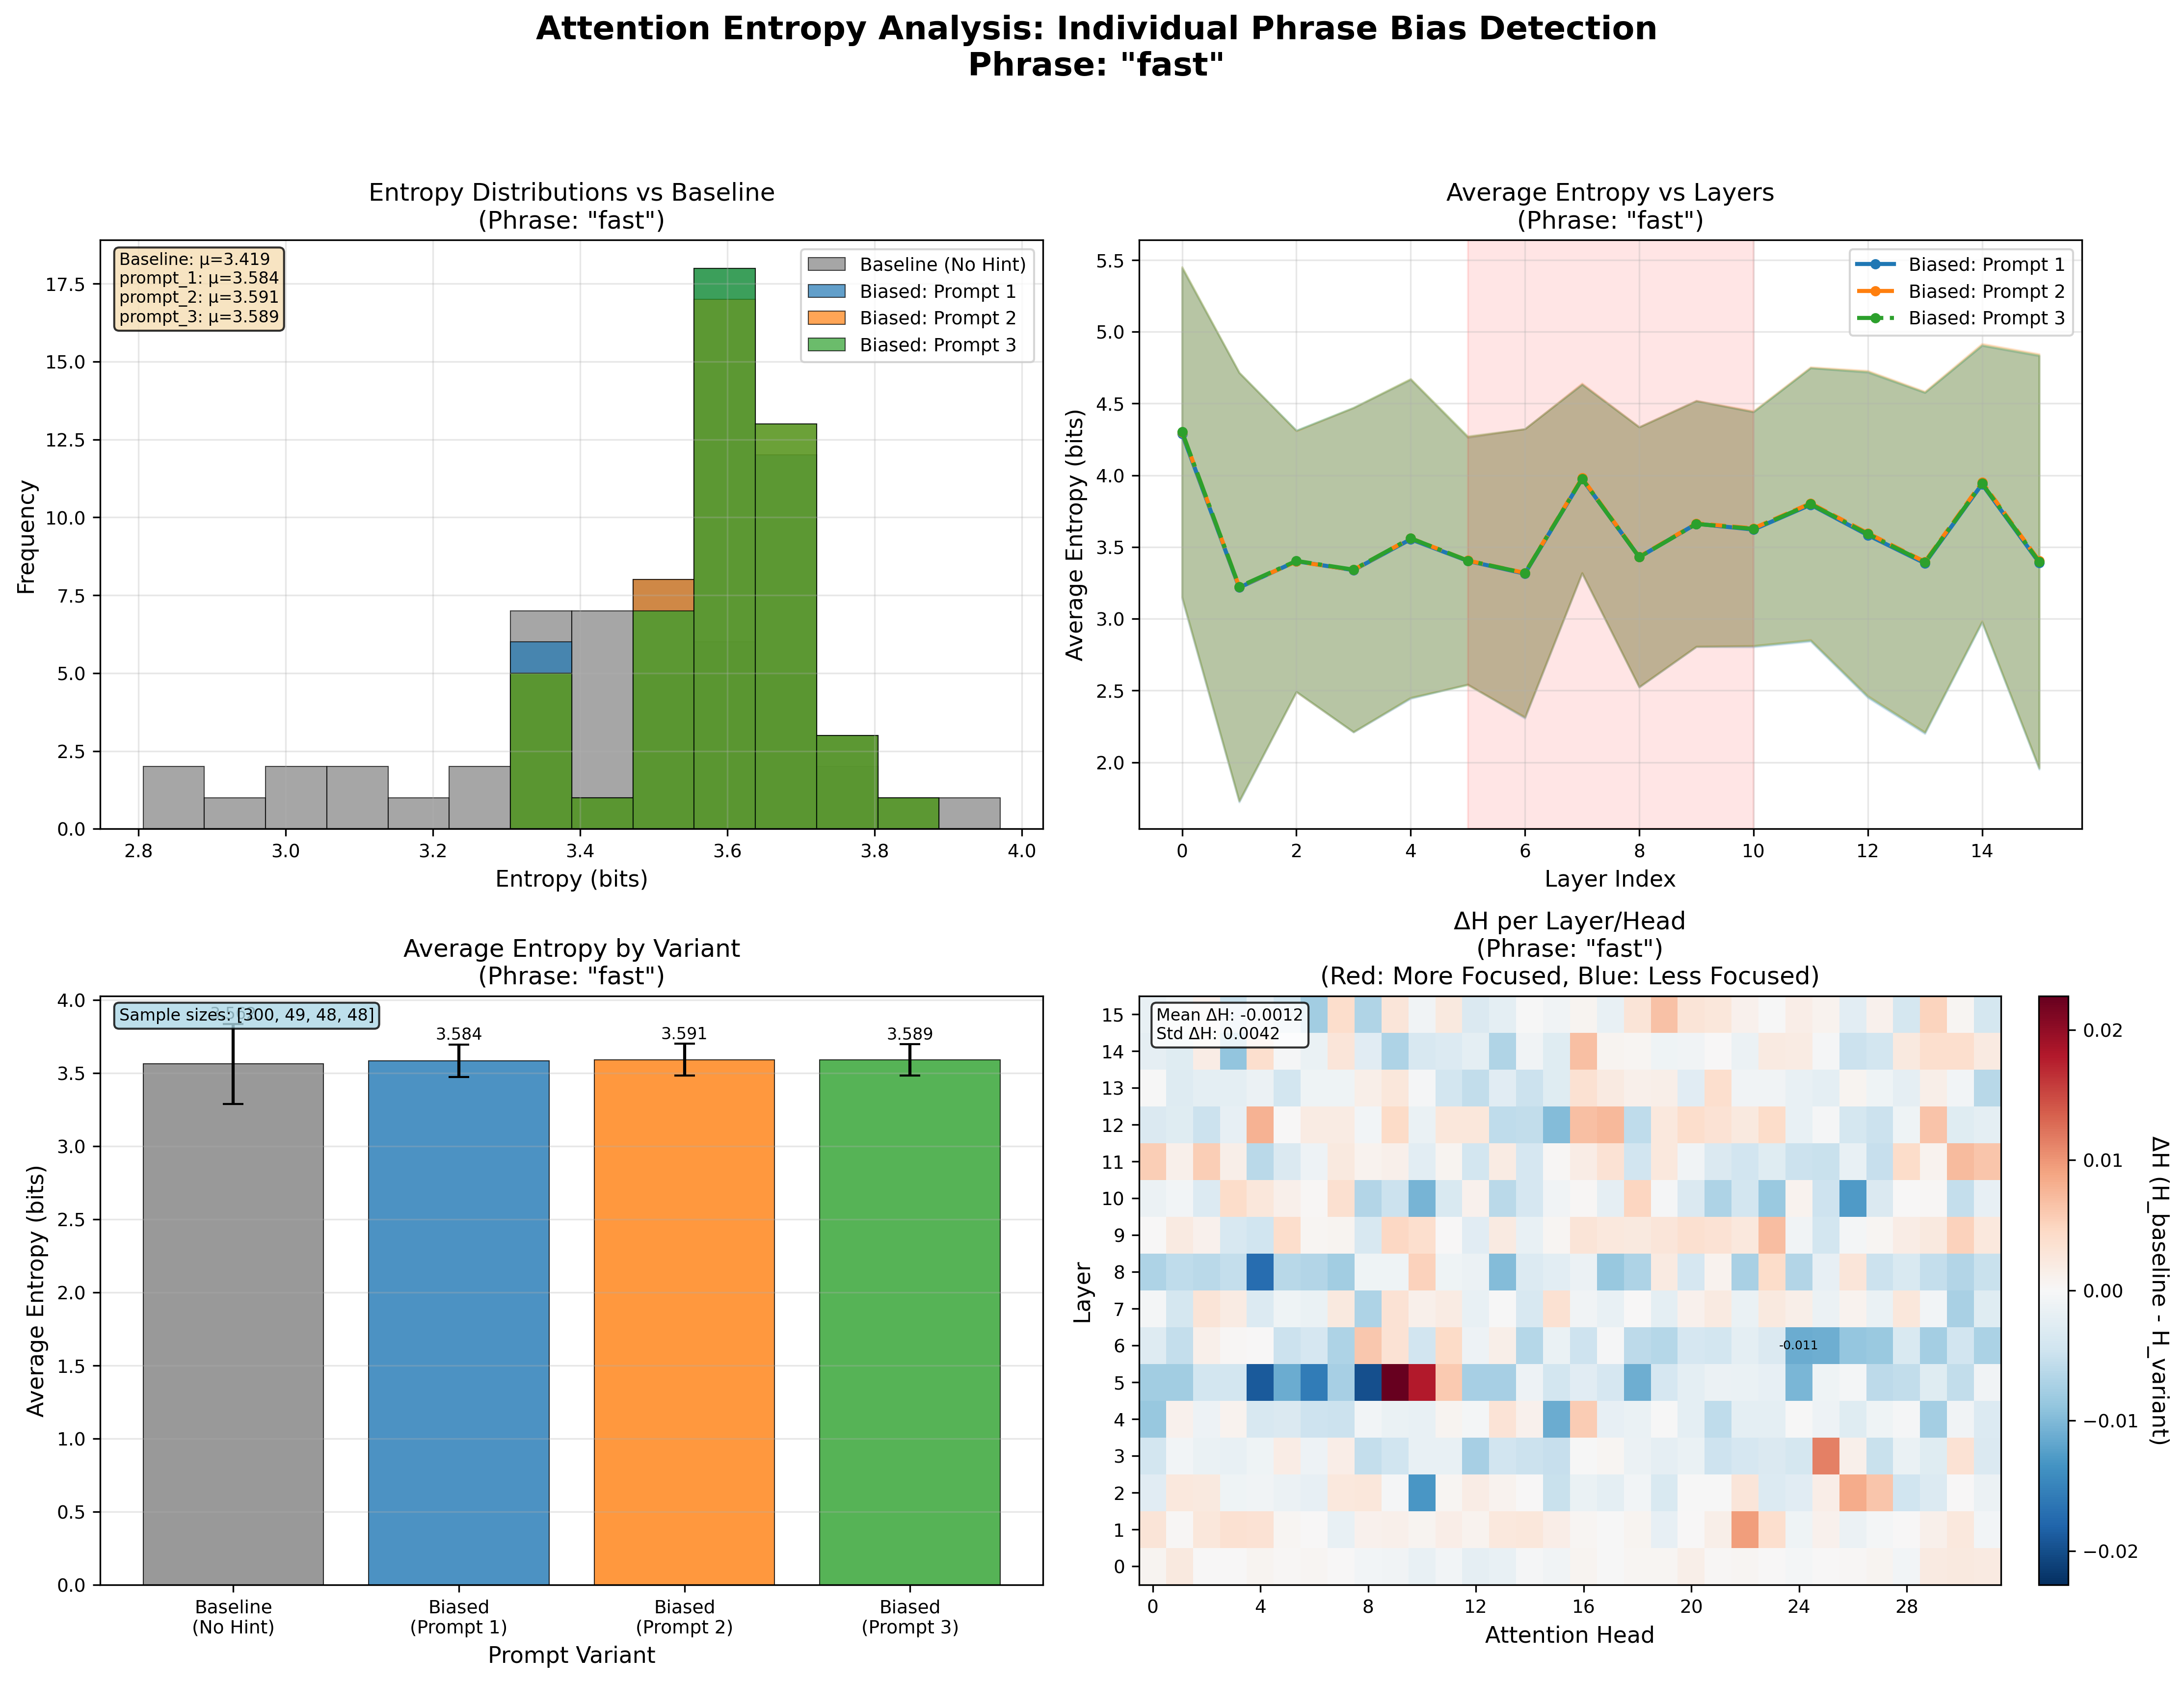 Attention Entropy Analysis: Individual Phrase Bias Detection
Phrase: "fast"
Entropy Distributions vs Baseline
(Phrase: "fast")
Baseline: μ=3.419
prompt_1: μ=3.584
prompt_2: μ=3.591
prompt_3: μ=3.589
Baseline (No Hint)
Biased: Prompt 1
Biased: Prompt 2
Biased: Prompt 3
Frequency
17.5
15.0
12.5
10.0
7.5
5.0
2.5
0.0
2.8 3.0 3.2 3.4 3.6 3.8 4.0
Entropy (bits)
Average Entropy vs Layers
(Phrase: "fast")
Biased: Prompt 1
Biased: Prompt 2
Biased: Prompt 3
Average Entropy (bits)
5.5
5.0
4.5
4.0
3.5
3.0
2.5
2.0
0 2 4 6 8 10 12 14
Layer Index
Average Entropy by Variant
(Phrase: "fast")
Sample sizes: [300, 49, 48, 48]
3.584 3.591 3.589
Average Entropy (bits)
4.0
3.5
3.0
2.5
2.0
1.5
1.0
0.5
0.0
Baseline
(No Hint)
Biased
(Prompt 1)
Biased
(Prompt 2)
Biased
(Prompt 3)
Prompt Variant
ΔH per Layer/Head
(Phrase: "fast")
(Red: More Focused, Blue: Less Focused)
Mean ΔH: -0.0012
Std ΔH: 0.0042
-0.011
Layer
15
14
13
12
11
10
9
8
7
6
5
4
3
2
1
0
0 4 8 12 16 20 24 28
Attention Head
0.02
0.01
0.00
−0.01
−0.02
ΔH (H_baseline - H_variant)